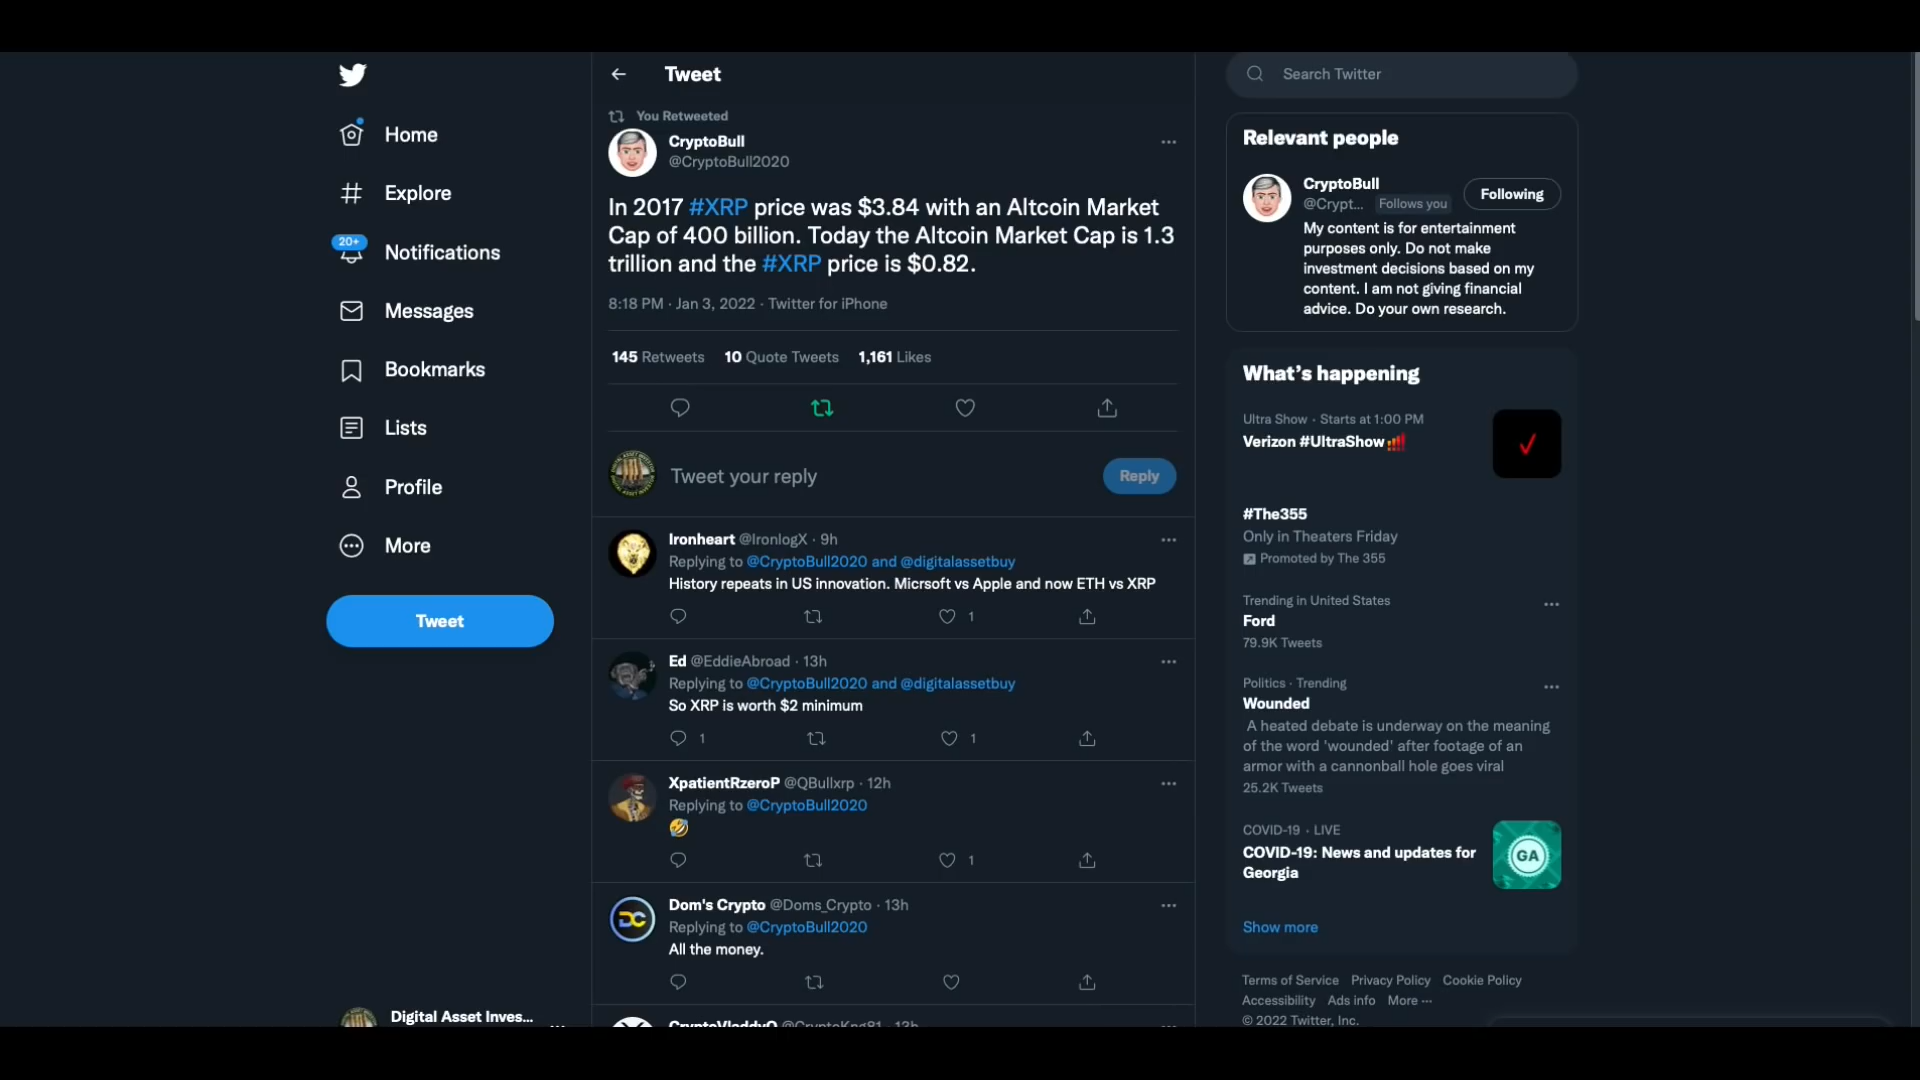 Home
Explore
20+
Notifications
Messages
Bookmarks
Lists
Profile
More
Tweet
Digital Asset Inves...
Tweet
You Retweeted
CryptoBull
@CryptoBull2020
In 2017 #XRP price was $3.84 with an Altcoin Market
Cap of 400 billion. Today the Altcoin Market Cap is 1.3
trillion and the #XRP price is $0.82.
8:18 PM · Jan 3, 2022 · Twitter for iPhone
145 Retweets 10 Quote Tweets 1,161 Likes
Tweet your reply
Reply
Ironheart @IronlogX · 9h
Replying to @CryptoBull2020 and @digitalassetbuy
History repeats in US innovation. Micrsoft vs Apple and now ETH vs XRP
1
Ed @EddieAbroad · 13h
Replying to @CryptoBull2020 and @digitalassetbuy
So XRP is worth $2 minimum
1 1
XpatientRzeroP @QBullxrp · 12h
Replying to @CryptoBull2020
🤣
1
DC
Dom's Crypto @Doms_Crypto · 13h
Replying to @CryptoBull2020
All the money.
CryptoVladdyO @CryptoKng81 · 13h
Search Twitter
Relevant people
CryptoBull
@Crypt... Follows you
Following
My content is for entertainment
purposes only. Do not make
investment decisions based on my
content. I am not giving financial
advice. Do your own research.
What's happening
Ultra Show · Starts at 1:00 PM
Verizon #UltraShow
#The355
Only in Theaters Friday
Promoted by The 355
Trending in United States
Ford
79.9K Tweets
Politics · Trending
Wounded
A heated debate is underway on the meaning
of the word 'wounded' after footage of an
armor with a cannonball hole goes viral
25.2K Tweets
COVID-19 · LIVE
COVID-19: News and updates for
Georgia
GA
Show more
Terms of Service Privacy Policy Cookie Policy
Accessibility Ads info More ···
© 2022 Twitter, Inc.